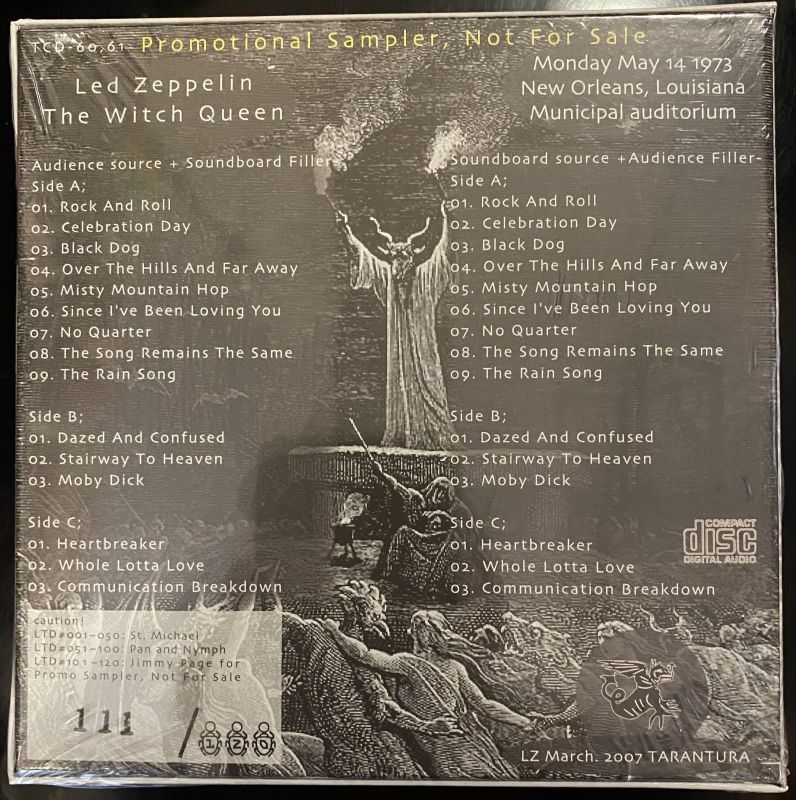 TCD-60,61 Promotional Sampler, Not For Sale
Led Zeppelin
The Witch Queen
Monday May 14 1973
New Orleans, Louisiana
Municipal auditorium
Audience source + Soundboard Filler
Side A;
01. Rock And Roll
02. Celebration Day
03. Black Dog
04. Over The Hills And Far Away
05. Misty Mountain Hop
06. Since I've Been Loving You
07. No Quarter
08. The Song Remains The Same
09. The Rain Song
Side B;
01. Dazed And Confused
02. Stairway To Heaven
03. Moby Dick
Side C;
01. Heartbreaker
02. Whole Lotta Love
03. Communication Breakdown
Soundboard source +Audience Filler-
Side A;
01. Rock And Roll
02. Celebration Day
03. Black Dog
04. Over The Hills And Far Away
05. Misty Mountain Hop
06. Since I've Been Loving You
07. No Quarter
08. The Song Remains The Same
09. The Rain Song
Side B;
01. Dazed And Confused
02. Stairway To Heaven
03. Moby Dick
Side C;
01. Heartbreaker
02. Whole Lotta Love
03. Communication Breakdown
COMPACT
disc
DIGITAL AUDIO
caution!
LTD#001~050: St. Michael
LTD#051~100: Pan and Nymph
LTD#101~120: Jimmy Page for
Promo Sampler, Not For Sale
111 /120
LZ March. 2007 TARANTURA